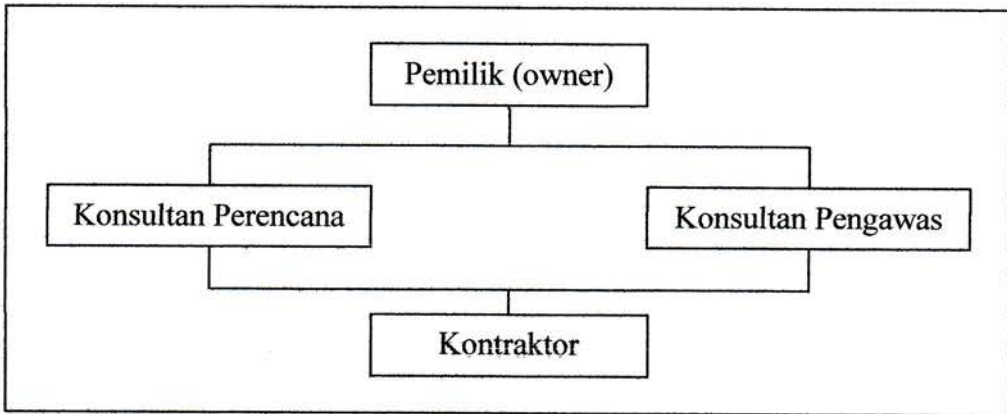 Pemilik (owner)
Konsultan Perencana
Konsultan Pengawas
Kontraktor